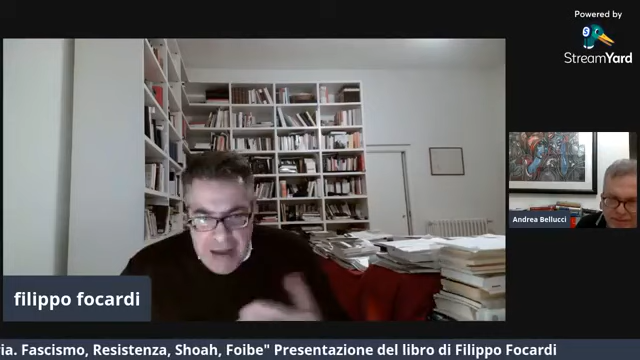 Powered by
StreamYard
Andrea Bellucci
filippo focardi
ia. Fascismo, Resistenza, Shoah, Foibe" Presentazione del libro di Filippo Focardi